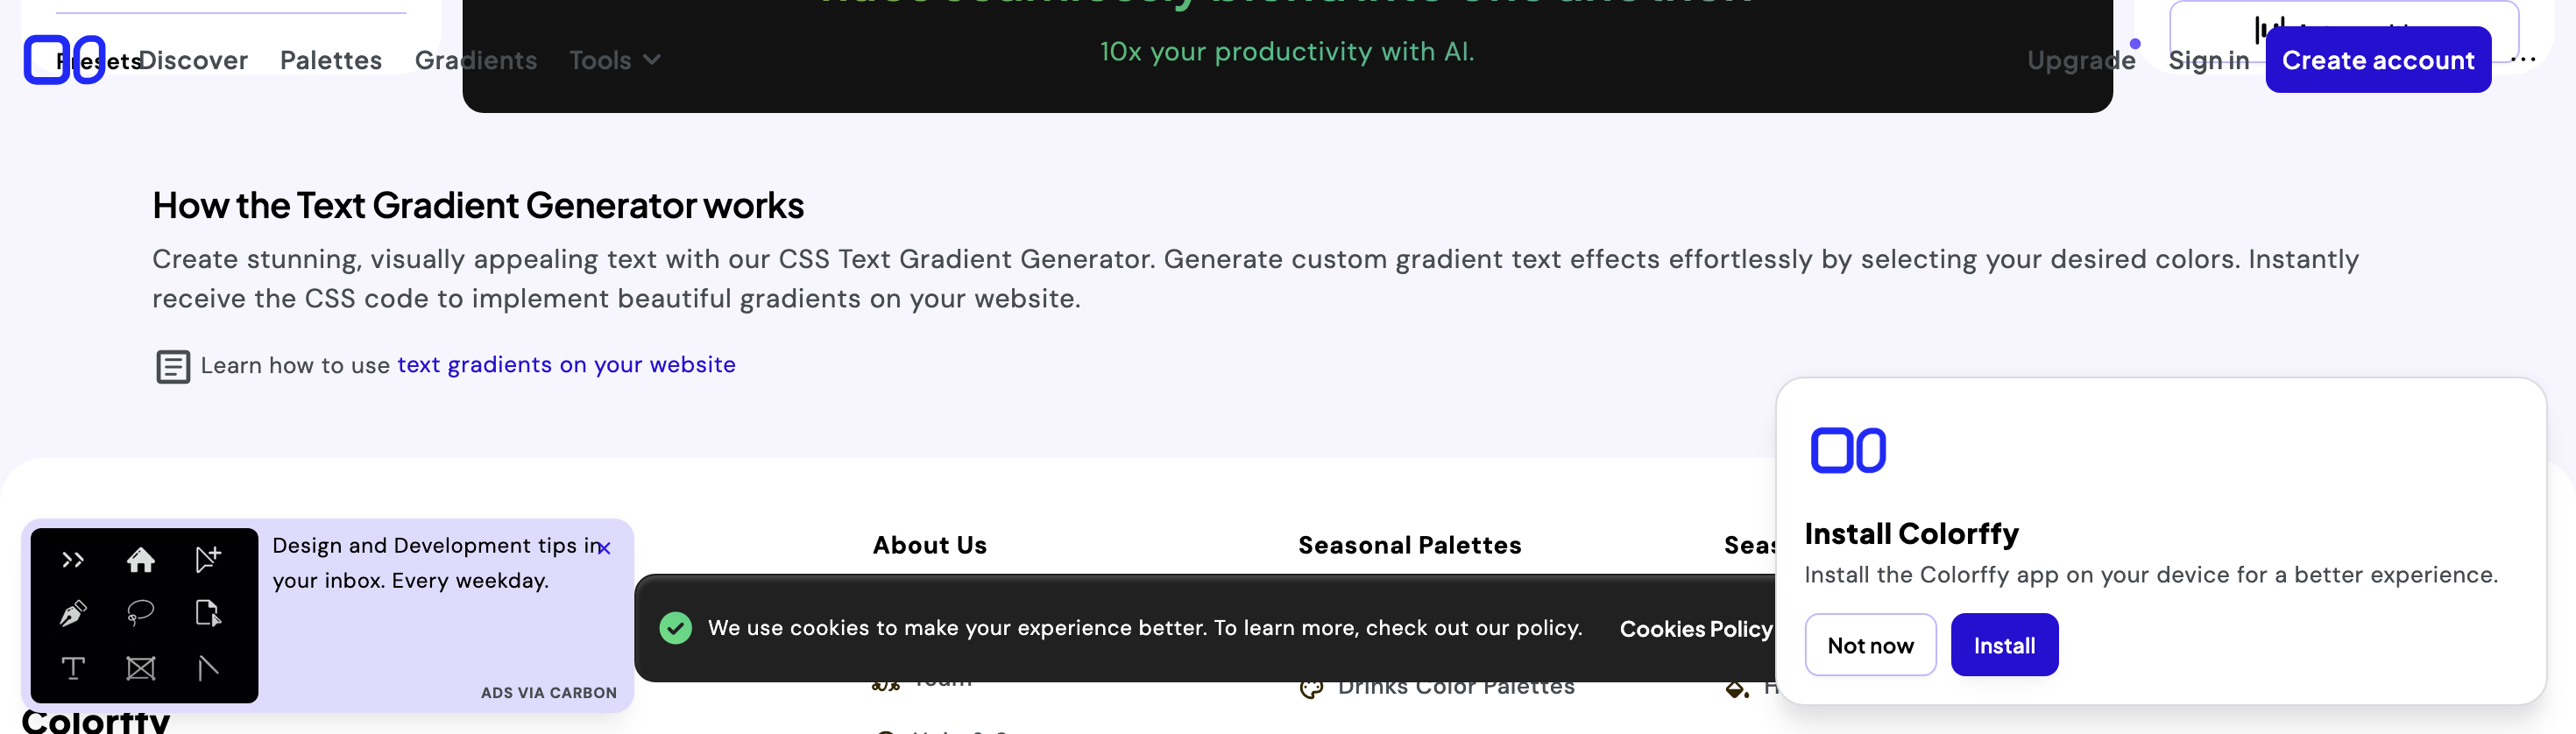 10x your productivity with AI.
Presets
Discover
Palettes
Gradients
Tools
Upgrade
Sign in
Create account
How the Text Gradient Generator works
Create stunning, visually appealing text with our CSS Text Gradient Generator. Generate custom gradient text effects effortlessly by selecting your desired colors. Instantly
receive the CSS code to implement beautiful gradients on your website.
Learn how to use text gradients on your website
Design and Development tips in
your inbox. Every weekday.
ADS VIA CARBON
Colorffy
About Us
Seasonal Palettes
We use cookies to make your experience better. To learn more, check out our policy.
Cookies Policy
Team
Drinks Color Palettes
Install Colorffy
Install the Colorffy app on your device for a better experience.
Not now
Install